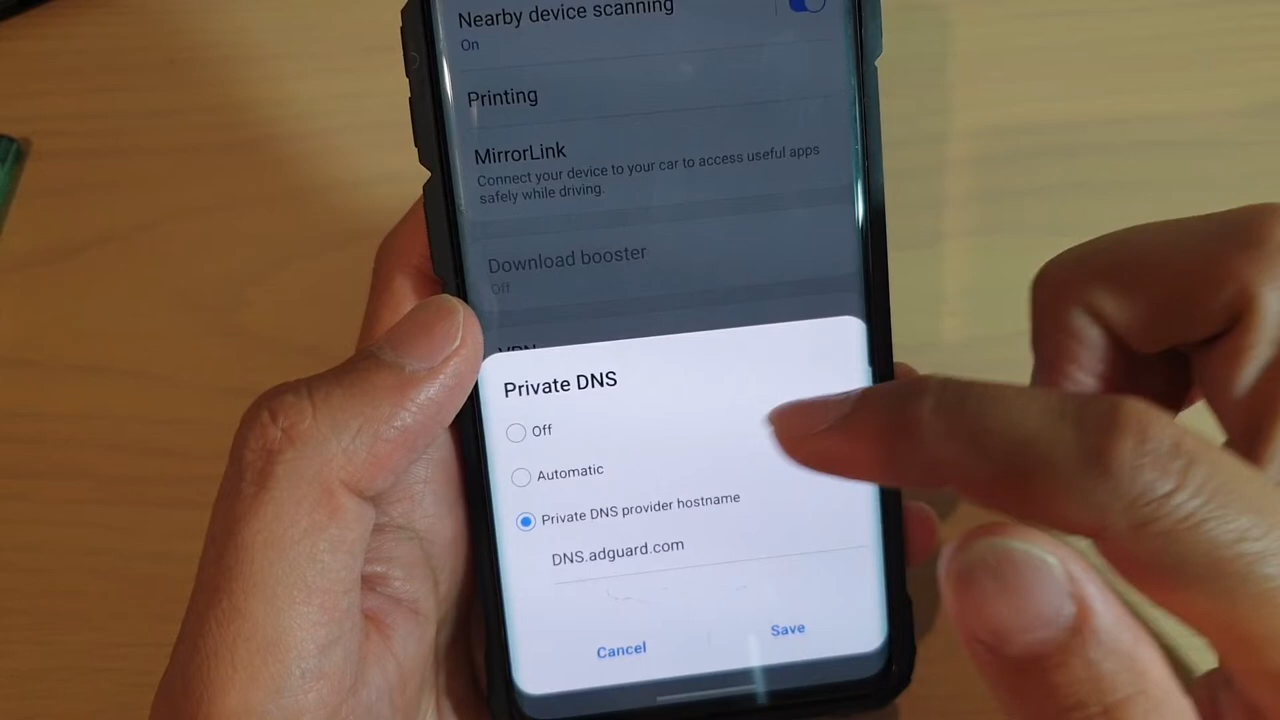 Nearby device scanning
On
Printing
MirrorLink
Connect your device to your car to access useful apps
safely while driving.
Download booster
Off
VPN
Private DNS
Off
Automatic
Private DNS provider hostname
DNS.adguard.com
Cancel
Save